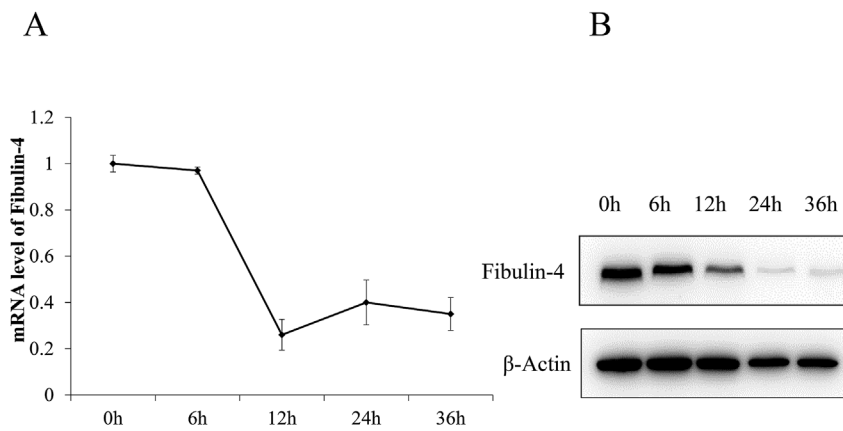 A
B
mRNA level of Fibulin-4
1.2
1
0.8
0.6
0.4
0.2
0
0h 6h 12h 24h 36h
0h 6h 12h 24h 36h
Fibulin-4
β-Actin